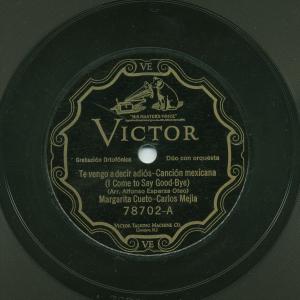 VE
"HIS MASTER'S VOICE"
VICTOR
Grabación Ortofónica
Dúo con orquesta
Te vengo a decir adiós-Canción mexicana
(I Come to Say Good-Bye)
(Arr. Alfonso Esparza Oteo)
Margarita Cueto-Carlos Mejía
78702-A
VICTOR TALKING MACHINE CO.
Camden, N.J.
VE